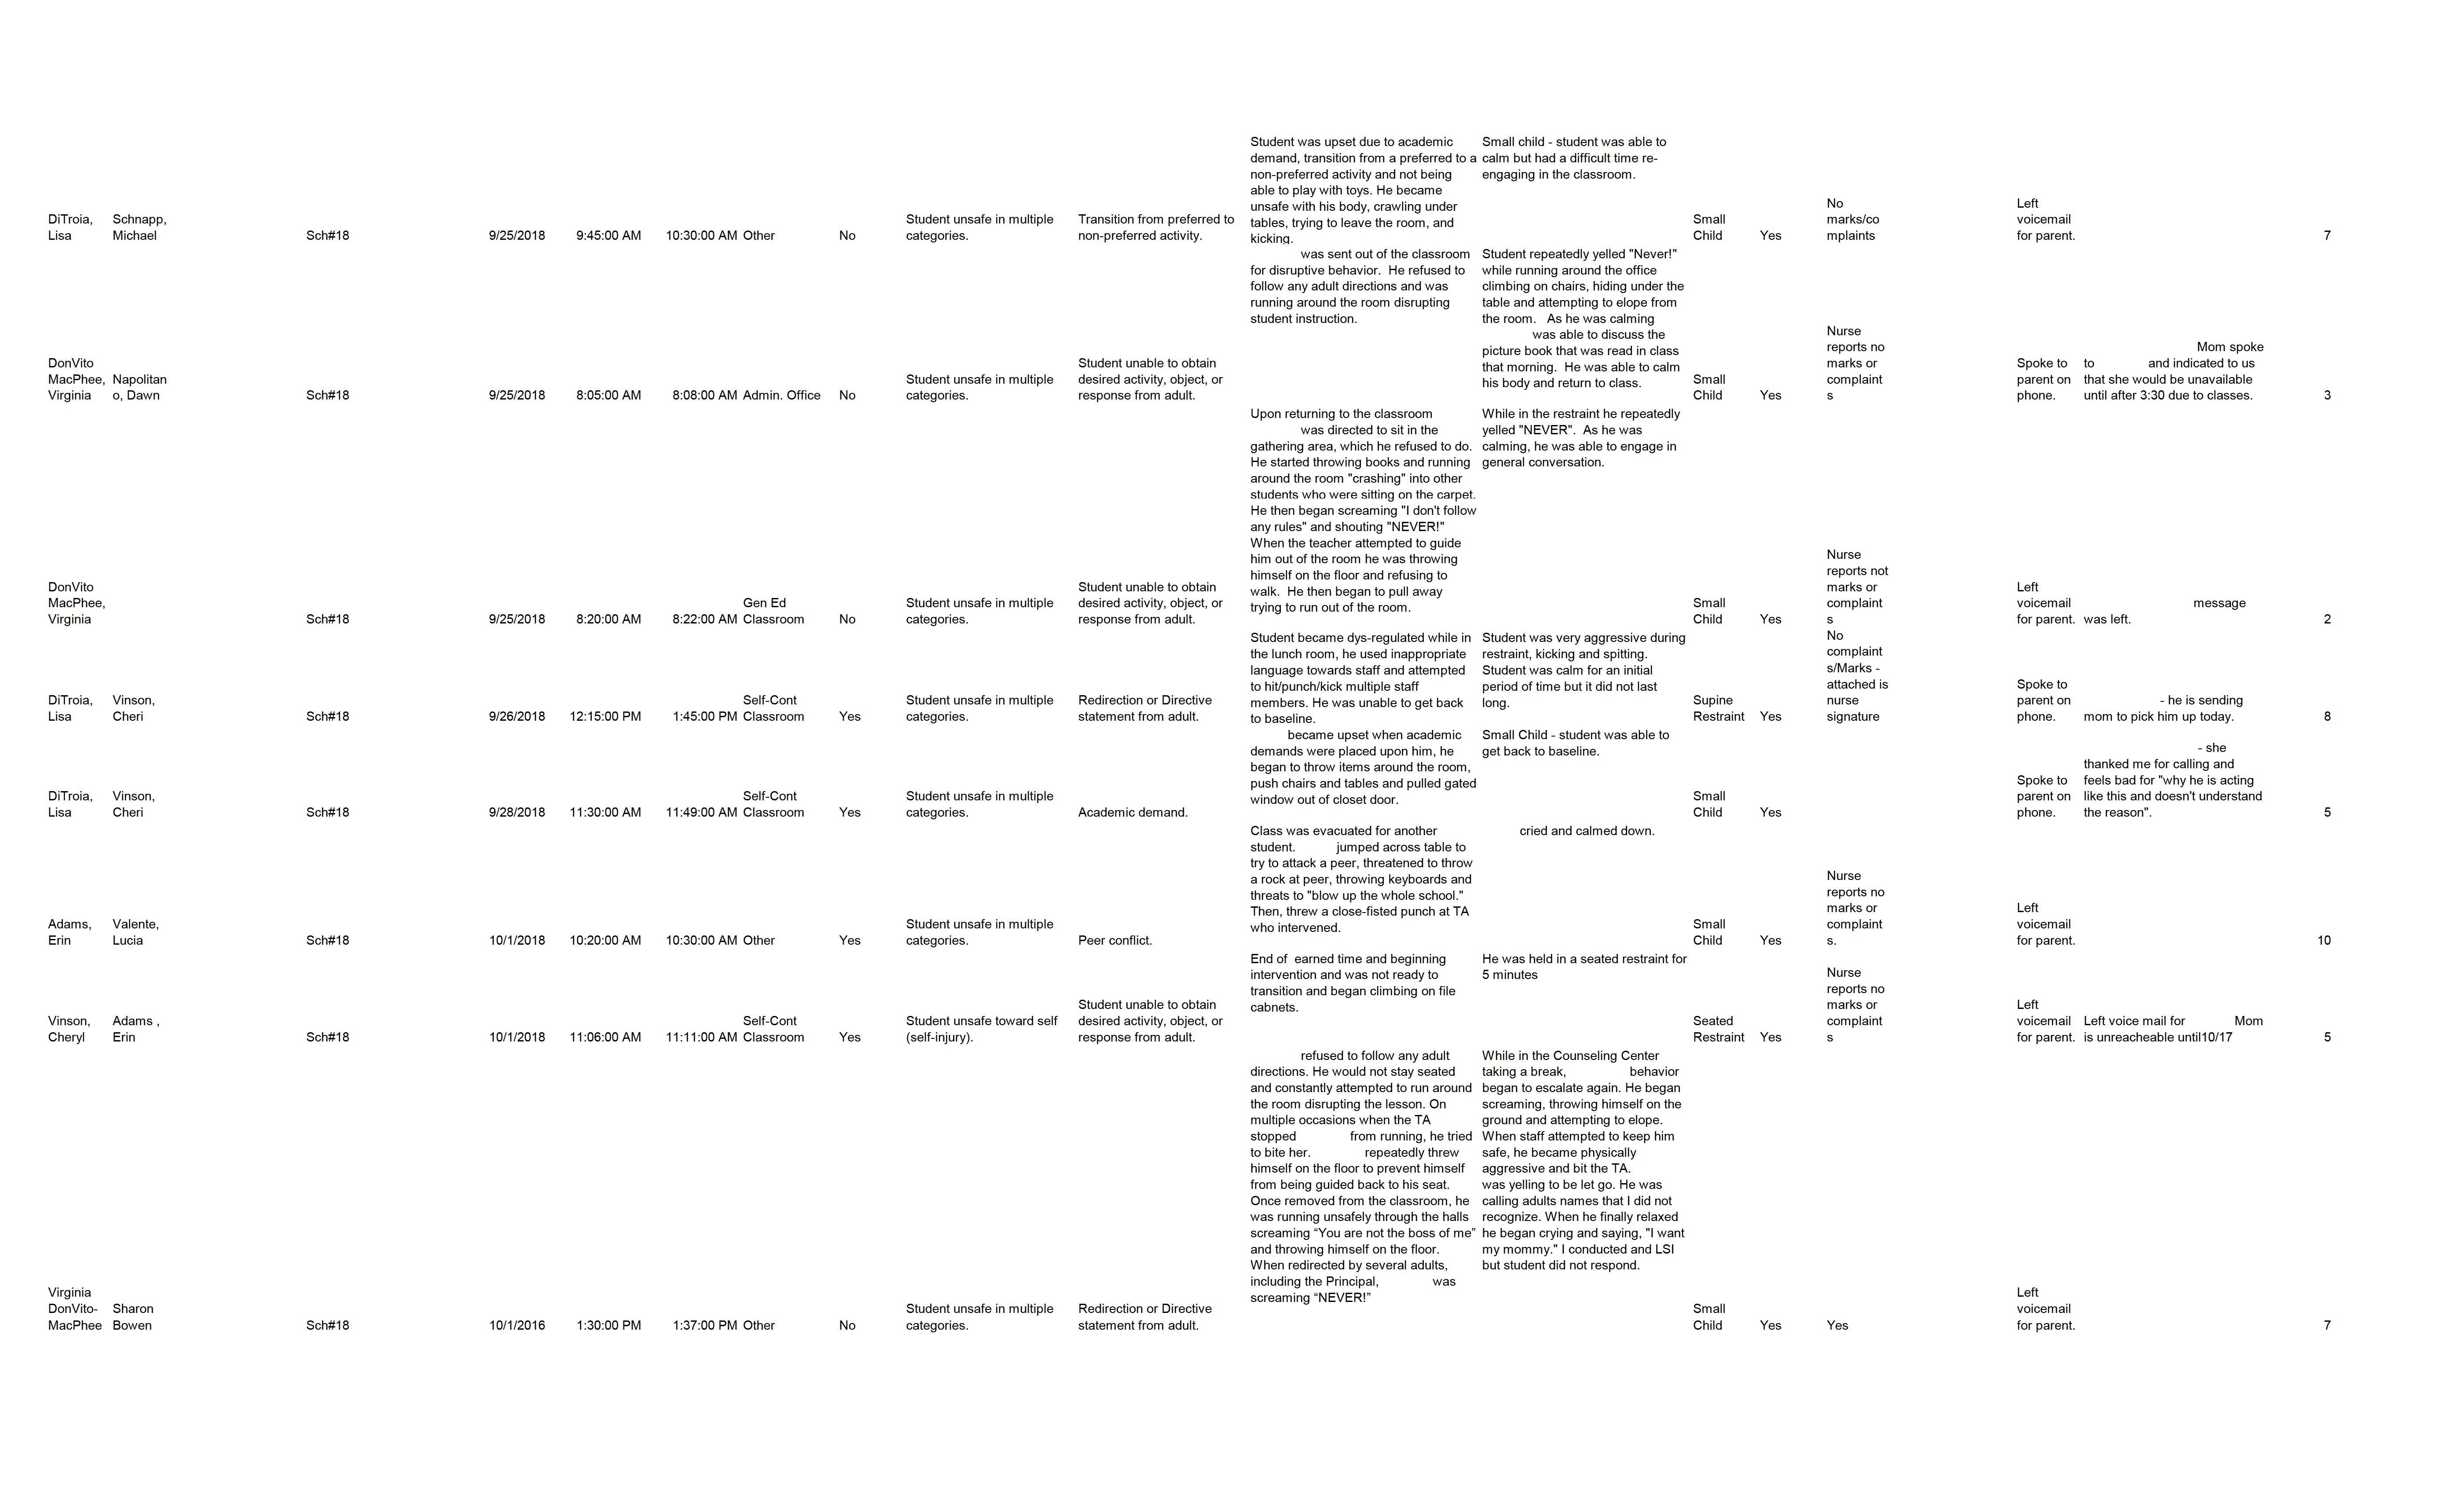 Student was upset due to academic
demand, transition from a preferred to a
non-preferred activity and not being
able to play with toys. He became
unsafe with his body, crawling under
tables, trying to leave the room, and
kicking.
Small child - student was able to
calm but had a difficult time re-
engaging in the classroom.
DiTroia,
Lisa
Schnapp,
Michael
Sch#18
9/25/2018
9:45:00 AM
10:30:00 AM
Other
No
Student unsafe in multiple
categories.
Transition from preferred to
non-preferred activity.
Small
Child
Yes
No
marks/co
mplaints
Left
voicemail
for parent.
7
was sent out of the classroom
for disruptive behavior. He refused to
follow any adult directions and was
running around the room disrupting
student instruction.
Student repeatedly yelled "Never!"
while running around the office
climbing on chairs, hiding under the
table and attempting to elope from
the room. As he was calming
was able to discuss the
picture book that was read in class
that morning. He was able to calm
his body and return to class.
DonVito
MacPhee,
Virginia
Napolitan
o, Dawn
Sch#18
9/25/2018
8:05:00 AM
8:08:00 AM
Admin. Office
No
Student unsafe in multiple
categories.
Student unable to obtain
desired activity, object, or
response from adult.
Small
Child
Yes
Nurse
reports no
marks or
complaint
s
Spoke to
parent on
phone.
Mom spoke
to and indicated to us
that she would be unavailable
until after 3:30 due to classes.
3
Upon returning to the classroom
was directed to sit in the
gathering area, which he refused to do.
He started throwing books and running
around the room "crashing" into other
students who were sitting on the carpet.
He then began screaming "I don't follow
any rules" and shouting "NEVER!"
When the teacher attempted to guide
him out of the room he was throwing
himself on the floor and refusing to
walk. He then began to pull away
trying to run out of the room.
While in the restraint he repeatedly
yelled "NEVER". As he was
calming, he was able to engage in
general conversation.
DonVito
MacPhee,
Virginia
Sch#18
9/25/2018
8:20:00 AM
8:22:00 AM
Gen Ed
Classroom
No
Student unsafe in multiple
categories.
Student unable to obtain
desired activity, object, or
response from adult.
Small
Child
Yes
Nurse
reports not
marks or
complaint
s
Left
voicemail
for parent.
message
was left.
2
Student became dys-regulated while in
the lunch room, he used inappropriate
language towards staff and attempted
to hit/punch/kick multiple staff
members. He was unable to get back
to baseline.
Student was very aggressive during
restraint, kicking and spitting.
Student was calm for an initial
period of time but it did not last
long.
DiTroia,
Lisa
Vinson,
Cheri
Sch#18
9/26/2018
12:15:00 PM
1:45:00 PM
Self-Cont
Classroom
Yes
Student unsafe in multiple
categories.
Redirection or Directive
statement from adult.
Supine
Restraint
Yes
No
complaint
s/Marks -
attached is
nurse
signature
Spoke to
parent on
phone.
- he is sending
mom to pick him up today.
8
became upset when academic
demands were placed upon him, he
began to throw items around the room,
push chairs and tables and pulled gated
window out of closet door.
Small Child - student was able to
get back to baseline.
DiTroia,
Lisa
Vinson,
Cheri
Sch#18
9/28/2018
11:30:00 AM
11:49:00 AM
Self-Cont
Classroom
Yes
Student unsafe in multiple
categories.
Academic demand.
Small
Child
Yes
Spoke to
parent on
phone.
- she
thanked me for calling and
feels bad for "why he is acting
like this and doesn't understand
the reason".
5
Class was evacuated for another
student. jumped across table to
try to attack a peer, threatened to throw
a rock at peer, throwing keyboards and
threats to "blow up the whole school."
Then, threw a close-fisted punch at TA
who intervened.
cried and calmed down.
Adams,
Erin
Valente,
Lucia
Sch#18
10/1/2018
10:20:00 AM
10:30:00 AM
Other
Yes
Student unsafe in multiple
categories.
Peer conflict.
Small
Child
Yes
Nurse
reports no
marks or
complaint
s.
Left
voicemail
for parent.
10
End of earned time and beginning
intervention and was not ready to
transition and began climbing on file
cabnets.
He was held in a seated restraint for
5 minutes
Vinson,
Cheryl
Adams ,
Erin
Sch#18
10/1/2018
11:06:00 AM
11:11:00 AM
Self-Cont
Classroom
Yes
Student unsafe toward self
(self-injury).
Student unable to obtain
desired activity, object, or
response from adult.
Seated
Restraint
Yes
Nurse
reports no
marks or
complaint
s
Left
voicemail
for parent.
Left voice mail for Mom
is unreacheable until10/17
5
refused to follow any adult
directions. He would not stay seated
and constantly attempted to run around
the room disrupting the lesson. On
multiple occasions when the TA
stopped from running, he tried
to bite her. repeatedly threw
himself on the floor to prevent himself
from being guided back to his seat.
Once removed from the classroom, he
was running unsafely through the halls
screaming “You are not the boss of me”
and throwing himself on the floor.
When redirected by several adults,
including the Principal, was
screaming “NEVER!”
While in the Counseling Center
taking a break, behavior
began to escalate again. He began
screaming, throwing himself on the
ground and attempting to elope.
When staff attempted to keep him
safe, he became physically
aggressive and bit the TA.
was yelling to be let go. He was
calling adults names that I did not
recognize. When he finally relaxed
he began crying and saying, "I want
my mommy." I conducted and LSI
but student did not respond.
Virginia
DonVito-
MacPhee
Sharon
Bowen
Sch#18
10/1/2016
1:30:00 PM
1:37:00 PM
Other
No
Student unsafe in multiple
categories.
Redirection or Directive
statement from adult.
Small
Child
Yes
Yes
Left
voicemail
for parent.
7